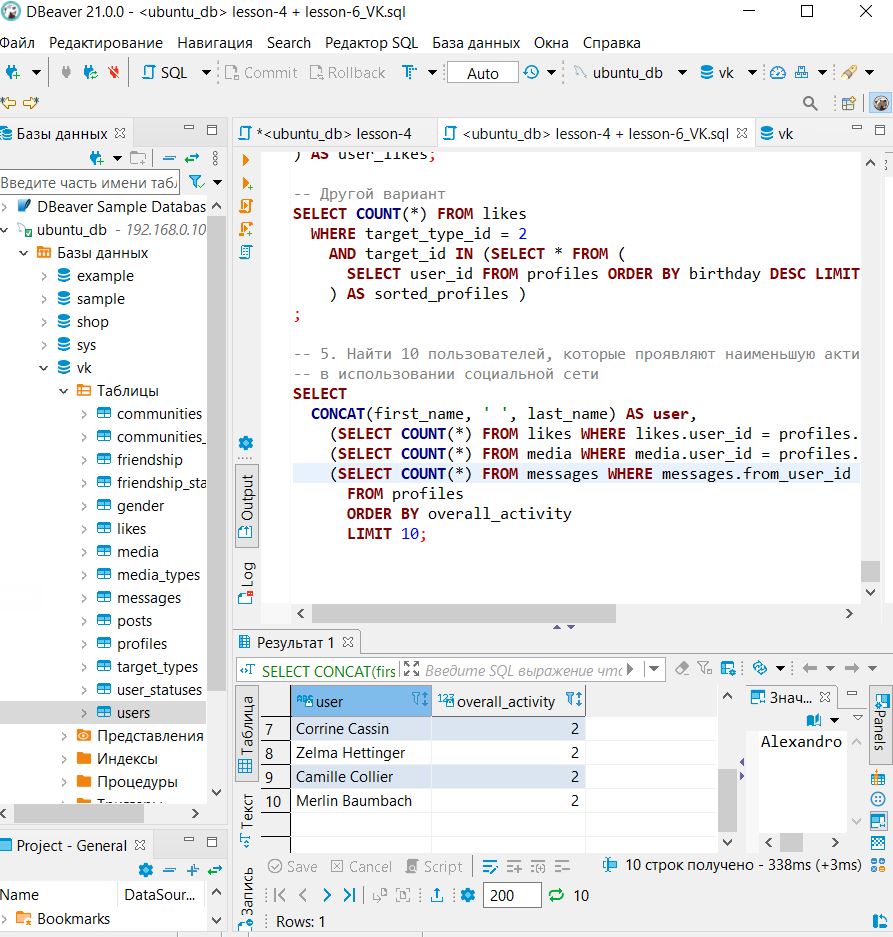 DBeaver 21.0.0 - <ubuntu_db> lesson-4 + lesson-6_VK.sql
Файл Редактирование Навигация Search Редактор SQL База данных Окна Справка
SQL Commit Rollback Auto ubuntu_db vk
Базы данных
Введите часть имени табл
DBeaver Sample Databas
ubuntu_db - 192.168.0.10
Базы данных
example
sample
shop
sys
vk
Таблицы
communities
communities_
friendship
friendship_sta
gender
likes
media
media_types
messages
posts
profiles
target_types
user_statuses
users
Представления
Индексы
Процедуры
Project - General
Name DataSour...
Bookmarks
*<ubuntu_db> lesson-4 <ubuntu_db> lesson-4 + lesson-6_VK.sql vk
) AS user_likes;
-- Другой вариант
SELECT COUNT(*) FROM likes
WHERE target_type_id = 2
AND target_id IN (SELECT * FROM (
SELECT user_id FROM profiles ORDER BY birthday DESC LIMIT
) AS sorted_profiles )
;
-- 5. Найти 10 пользователей, которые проявляют наименьшую акти
-- в использовании социальной сети
SELECT
CONCAT(first_name, ' ', last_name) AS user,
(SELECT COUNT(*) FROM likes WHERE likes.user_id = profiles.
(SELECT COUNT(*) FROM media WHERE media.user_id = profiles.
(SELECT COUNT(*) FROM messages WHERE messages.from_user_id
FROM profiles
ORDER BY overall_activity
LIMIT 10;
Output
Log
Результат 1
SELECT CONCAT(firs Введите SQL выражение что
Таблица
Текст
Запись
ABC user 123 overall_activity
7 Corrine Cassin 2
8 Zelma Hettinger 2
9 Camille Collier 2
10 Merlin Baumbach 2
Знач...
Alexandro
Panels
Save Cancel Script 10 строк получено - 338ms (+3ms)
200 10
Rows: 1